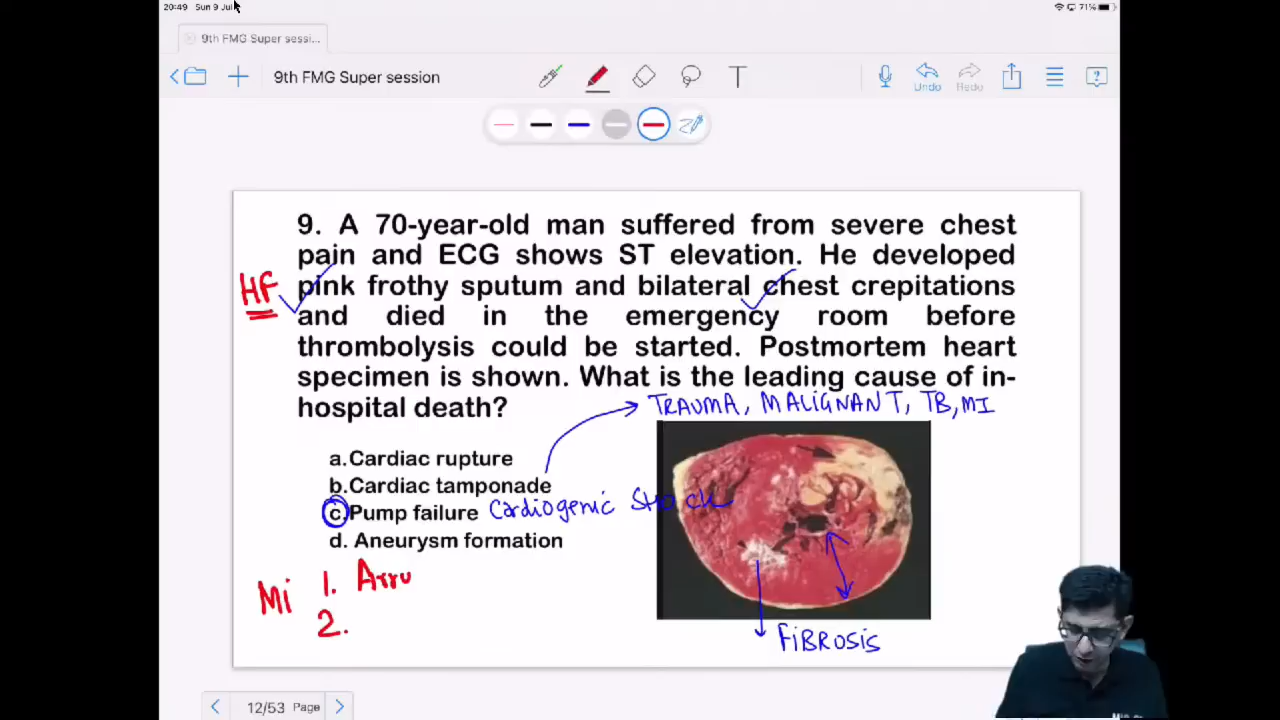 20:49 Sun 9 Jul
71%
9th FMG Super sessi...
9th FMG Super session
T
Undo
Redo
9. A 70-year-old man suffered from severe chest
pain and ECG shows ST elevation. He developed
HF
pink frothy sputum and bilateral chest crepitations
and died in the emergency room before
thrombolysis could be started. Postmortem heart
specimen is shown. What is the leading cause of in-
hospital death?
TRAUMA, MALIGNANT, TB, MI
a.Cardiac rupture
b.Cardiac tamponade
c.Pump failure Cardiogenic Shock
d. Aneurysm formation
MI 1. Arru
2.
FIBROSIS
12/53 Page